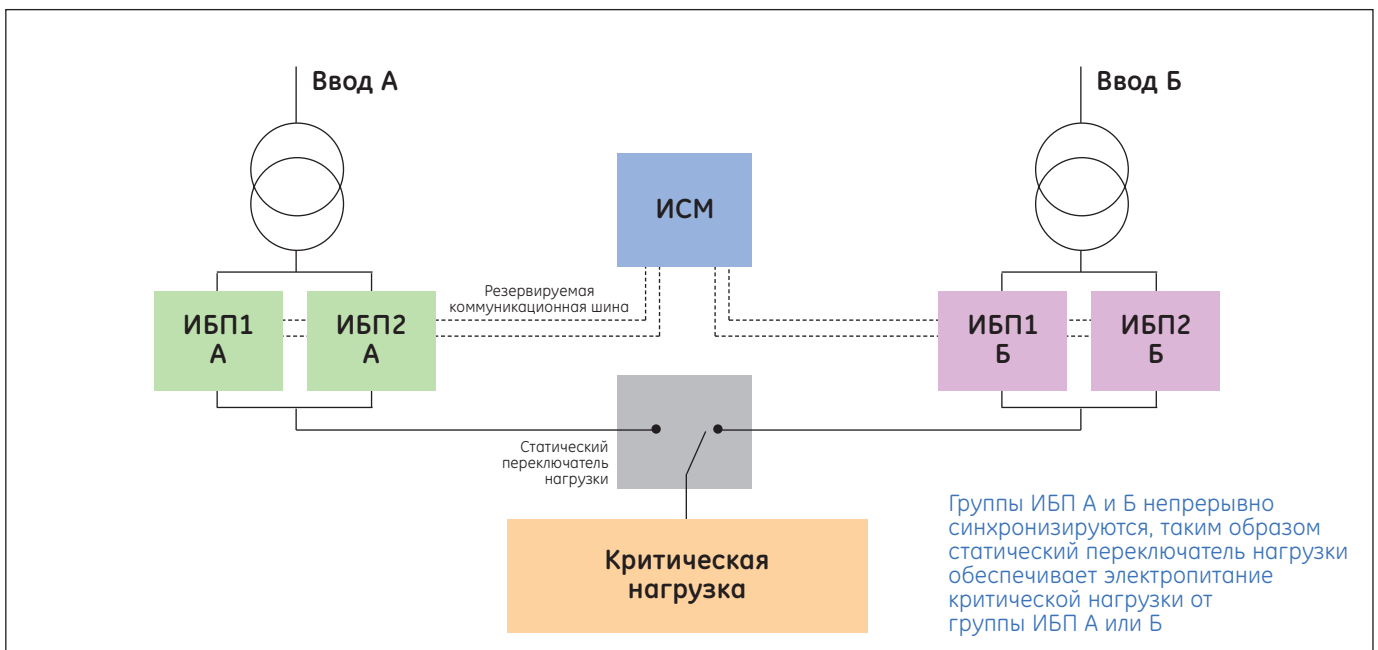 Ввод А
Ввод Б
ИСМ
Резервируемая
коммуникационная шина
ИБП1
А
ИБП2
А
ИБП1
Б
ИБП2
Б
Статический
переключатель
нагрузки
Критическая
нагрузка
Группы ИБП А и Б непрерывно
синхронизируются, таким образом
статический переключатель нагрузки
обеспечивает электропитание
критической нагрузки от
группы ИБП А или Б